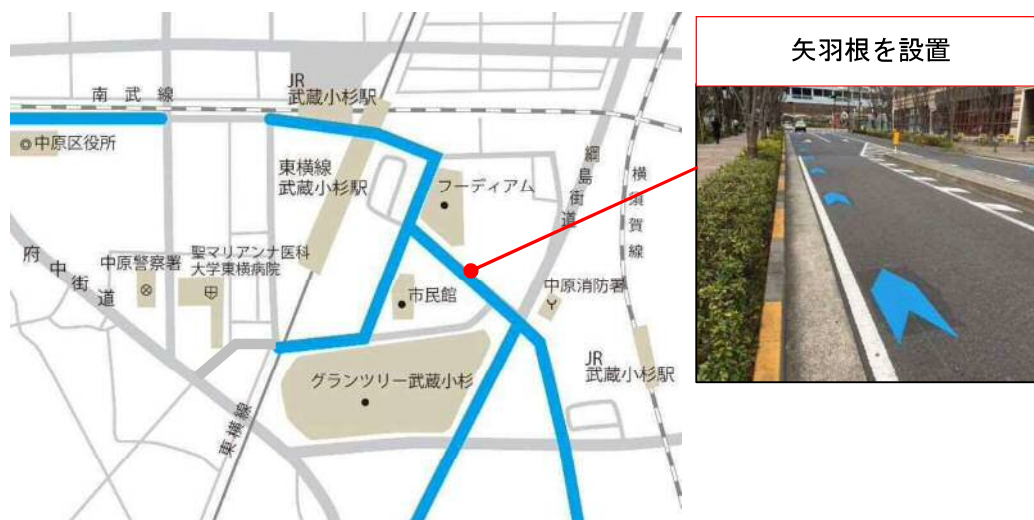 矢羽根を設置
JR
武蔵小杉駅
南武線
中原区役所
東横線
武蔵小杉駅
フーディアム
綱島街道
横須賀線
府中街道
中原警察署
聖マリアンナ医科
大学東横病院
市民館
中原消防署
グランツリー武蔵小杉
JR
武蔵小杉駅
東横線